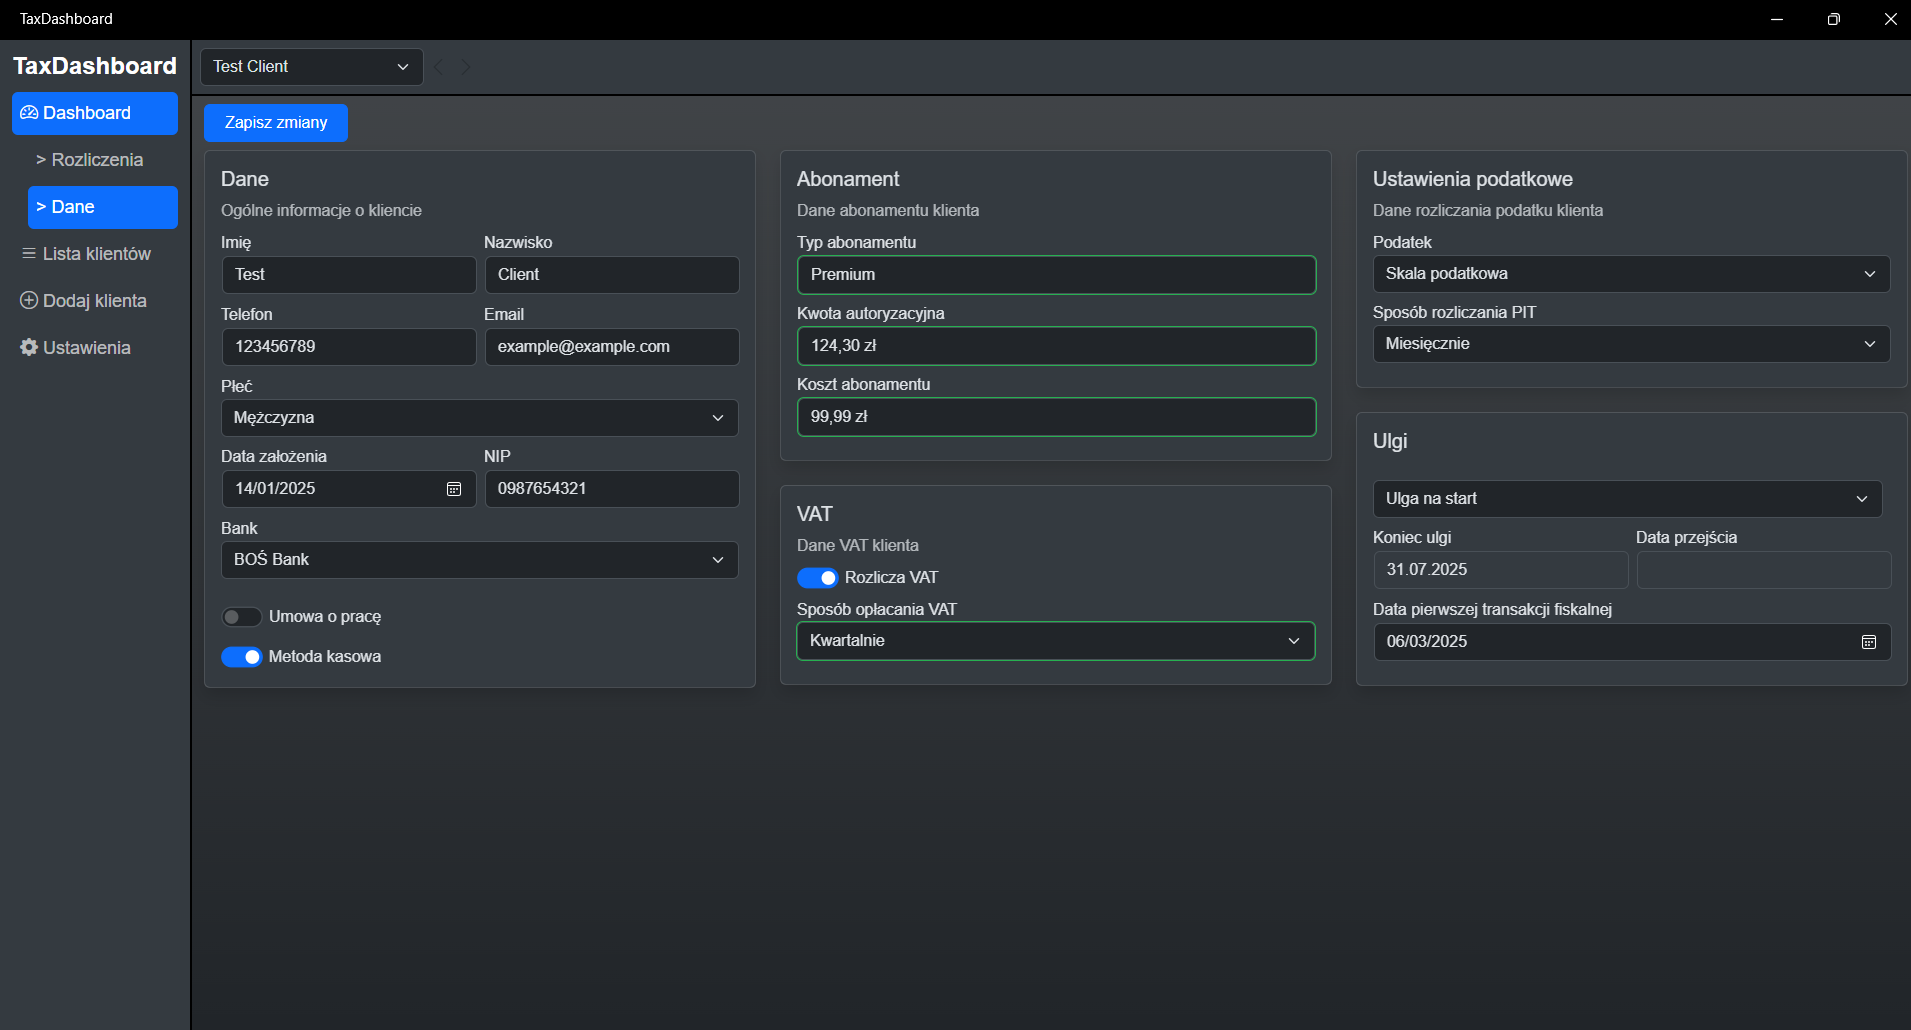 TaxDashboard
TaxDashboard
Dashboard
> Rozliczenia
> Dane
Lista klientów
Dodaj klienta
Ustawienia
Test Client
Zapisz zmiany
Dane
Ogólne informacje o kliencie
Imię Nazwisko
Test Client
Telefon Email
123456789 example@example.com
Płeć
Mężczyzna
Data założenia NIP
14/01/2025 0987654321
Bank
BOŚ Bank
Umowa o pracę
Metoda kasowa
Abonament
Dane abonamentu klienta
Typ abonamentu
Premium
Kwota autoryzacyjna
124,30 zł
Koszt abonamentu
99,99 zł
VAT
Dane VAT klienta
Rozlicza VAT
Sposób opłacania VAT
Kwartalnie
Ustawienia podatkowe
Dane rozliczania podatku klienta
Podatek
Skala podatkowa
Sposób rozliczania PIT
Miesięcznie
Ulgi
Ulga na start
Koniec ulgi Data przejścia
31.07.2025
Data pierwszej transakcji fiskalnej
06/03/2025